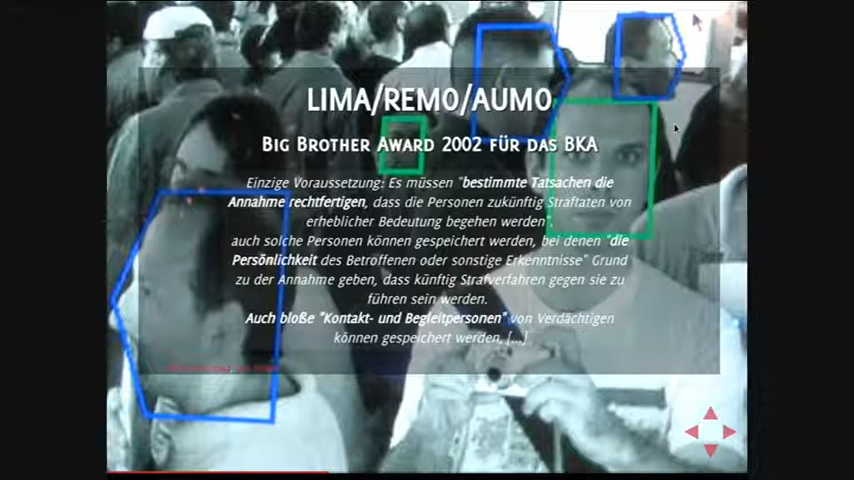 LIMA/REMO/AUMO
Big Brother Award 2002 für das BKA
Einzige Voraussetzung: Es müssen "bestimmte Tatsachen die
Annahme rechtfertigen, dass die Personen zukünftig Straftaten von
erheblicher Bedeutung begehen werden".
auch solche Personen können gespeichert werden, bei denen "die
Persönlichkeit des Betroffenen oder sonstige Erkenntnisse" Grund
zu der Annahme geben, dass künftig Strafverfahren gegen sie zu
führen sein werden.
Auch bloße "Kontakt- und Begleitpersonen" von Verdächtigen
können gespeichert werden, [...]